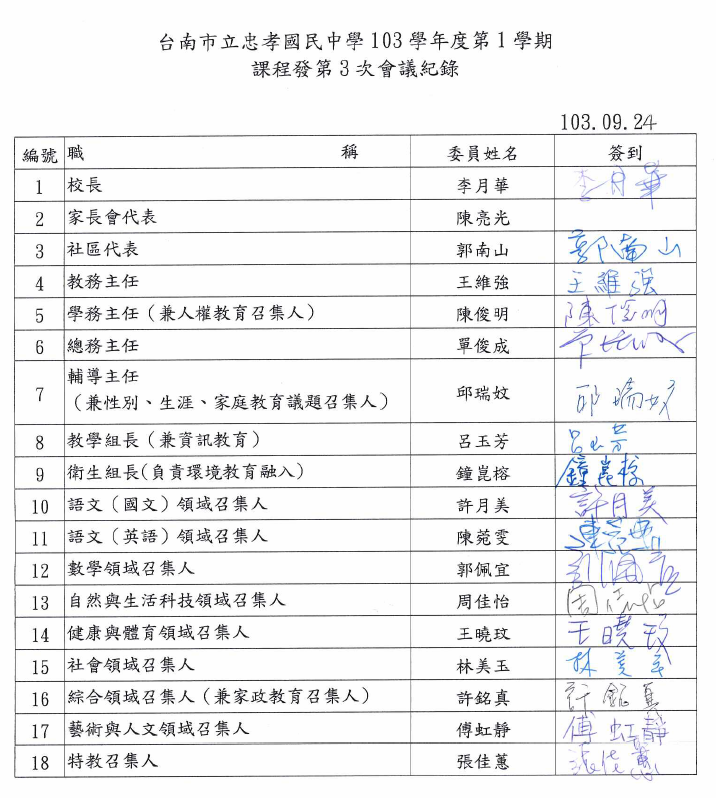 台南市立忠孝國民中學103學年度第1學期
課程發第3次會議紀錄
103.09.24
編號 職 稱 委員姓名 簽到
1 校長 李月華 李月華
2 家長會代表 陳亮光
3 社區代表 郭南山 郭南山
4 教務主任 王維強 王維強
5 學務主任（兼人權教育召集人） 陳俊明 陳俊明
6 總務主任 單俊成
7 輔導主任
（兼性別、生涯、家庭教育議題召集人） 邱瑞妏 邱瑞妏
8 教學組長（兼資訊教育） 呂玉芳 呂玉芳
9 衛生組長(負責環境教育融入) 鐘崑榕 鐘崑榕
10 語文（國文）領域召集人 許月美 許月美
11 語文（英語）領域召集人 陳菀雯
12 數學領域召集人 郭佩宜
13 自然與生活科技領域召集人 周佳怡 周佳怡
14 健康與體育領域召集人 王曉玟 王曉玟
15 社會領域召集人 林美玉 林美玉
16 綜合領域召集人（兼家政教育召集人） 許銘真 許銘真
17 藝術與人文領域召集人 傅虹靜 傅虹靜
18 特教召集人 張佳蕙 張佳蕙